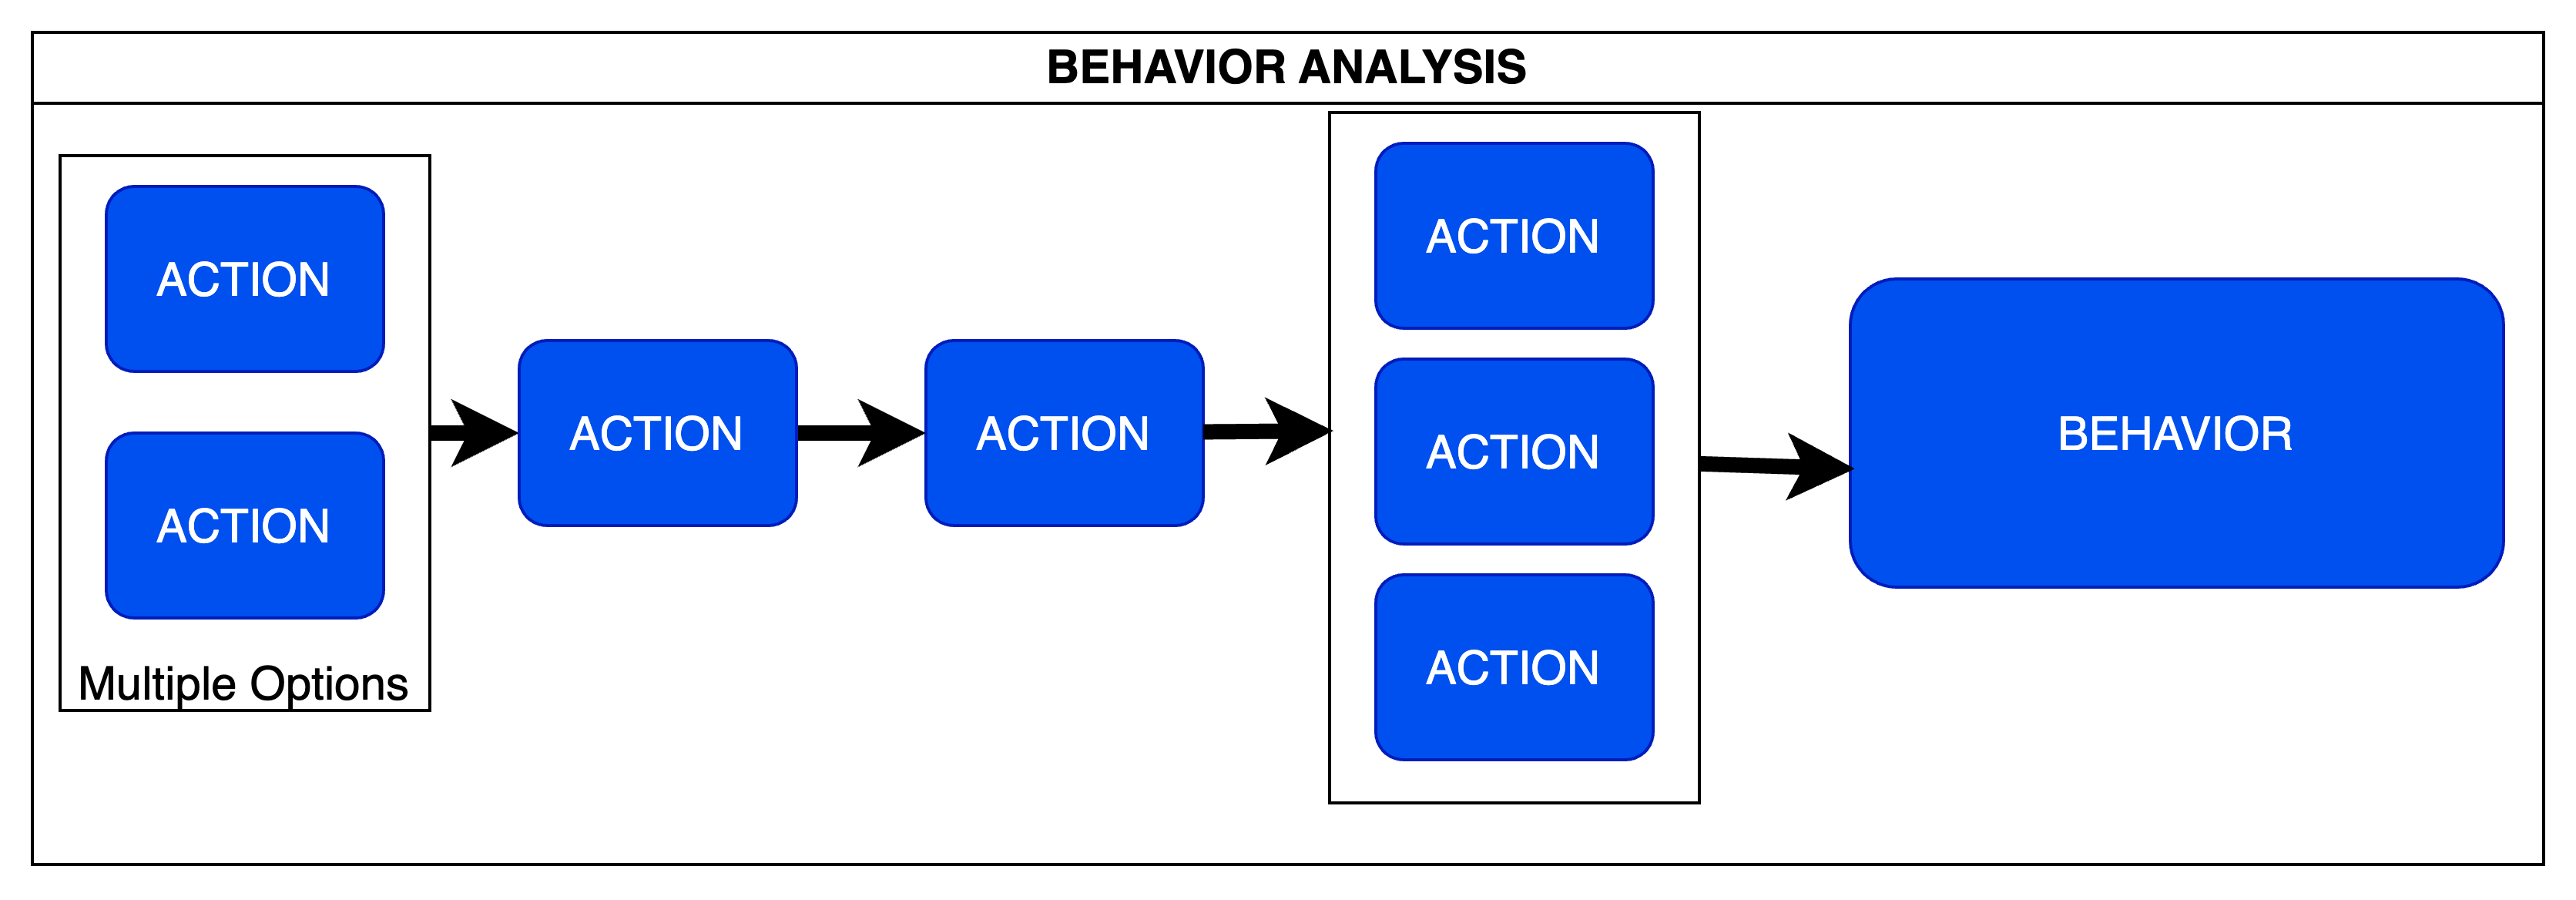 BEHAVIOR ANALYSIS
ACTION
ACTION
Multiple Options
ACTION
ACTION
ACTION
ACTION
ACTION
BEHAVIOR